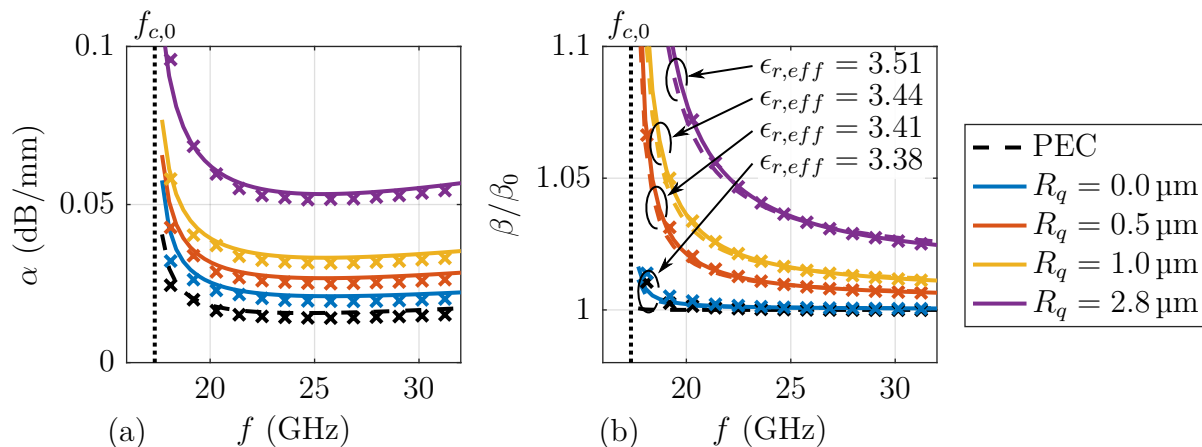 f_{c,0}
0.1
0.05
0
α (dB/mm)
20
25
30
(a)
f (GHz)
f_{c,0}
1.1
1.05
1
β/β_0
ϵ_{r,eff} = 3.51
ϵ_{r,eff} = 3.44
ϵ_{r,eff} = 3.41
ϵ_{r,eff} = 3.38
20
25
30
(b)
f (GHz)
PEC
R_q = 0.0 µm
R_q = 0.5 µm
R_q = 1.0 µm
R_q = 2.8 µm